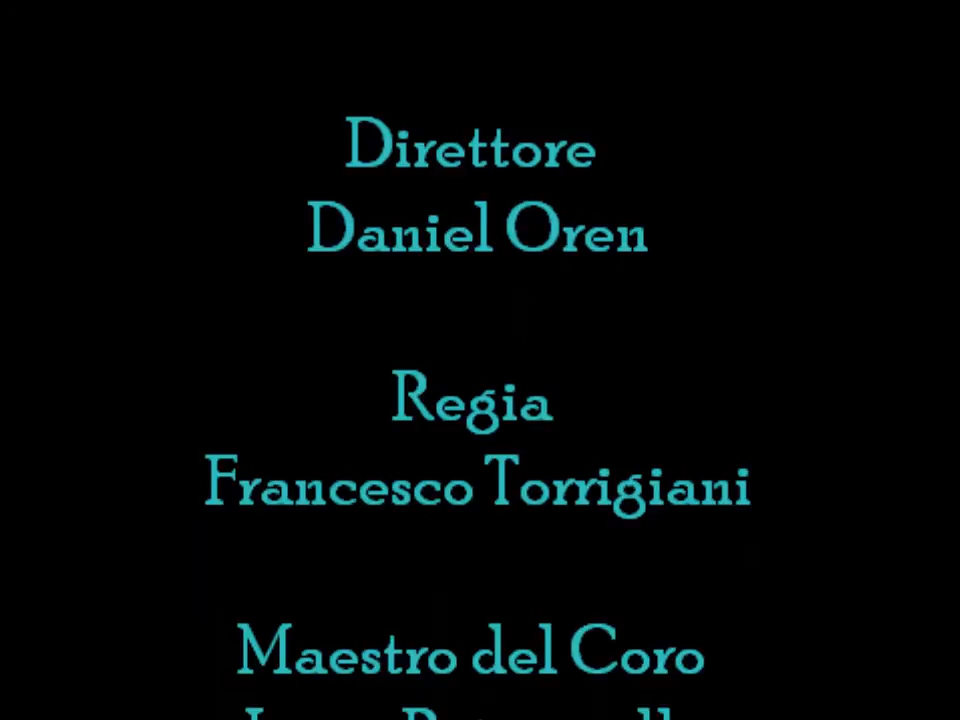 Direttore
Daniel Oren
Regia
Francesco Torrigiani
Maestro del Coro